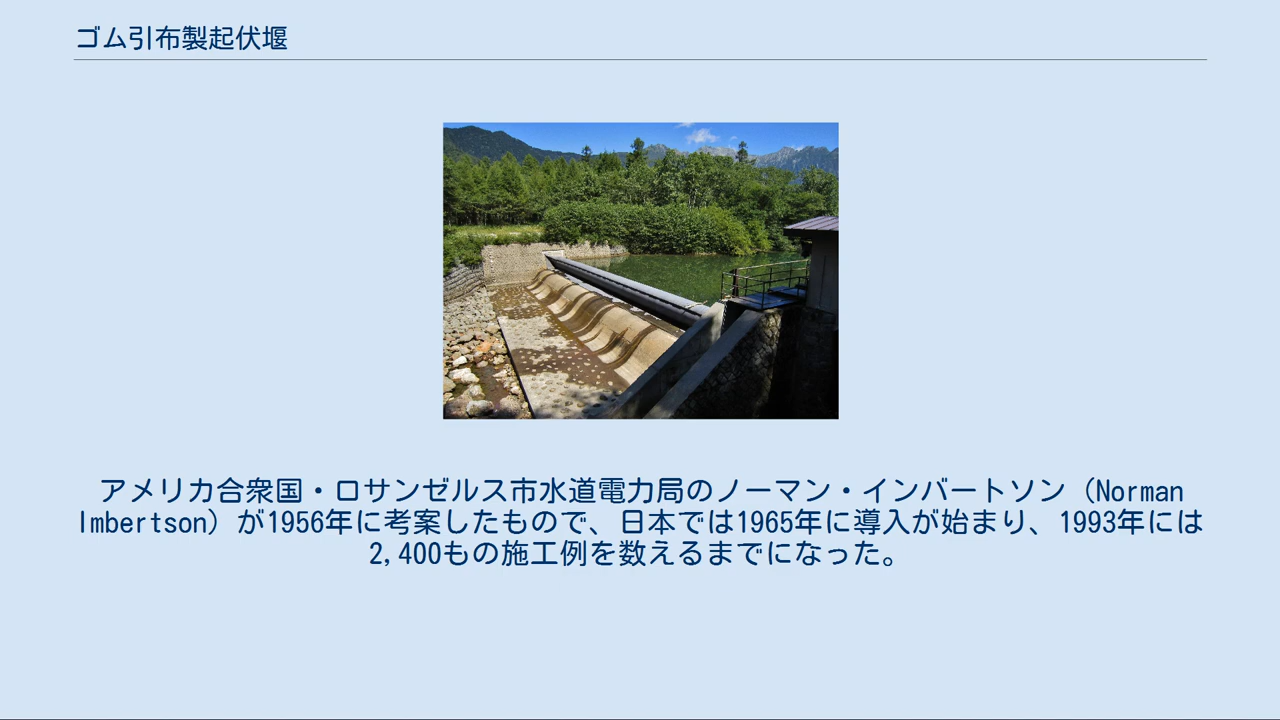 ゴム引布製起伏堰
アメリカ合衆国・ロサンゼルス市水道電力局のノーマン・インバートソン（Norman
Imbertson）が1956年に考案したもので、日本では1965年に導入が始まり、1993年には
2,400もの施工例を数えるまでになった。